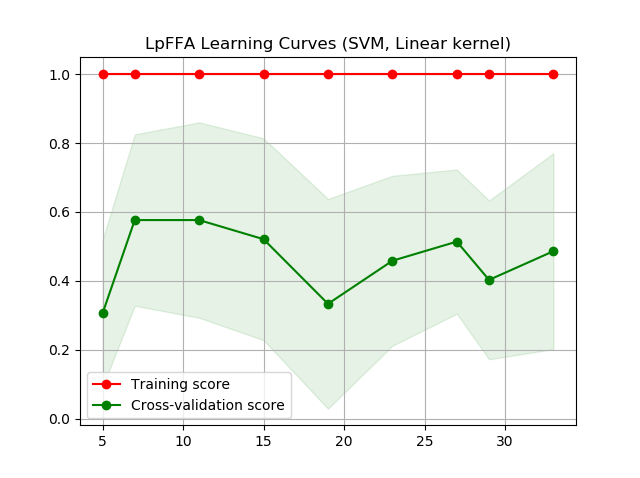 LpFFA Learning Curves (SVM, Linear kernel)
1.0
0.8
0.6
0.4
0.2
0.0
Training score
Cross-validation score
5 10 15 20 25 30